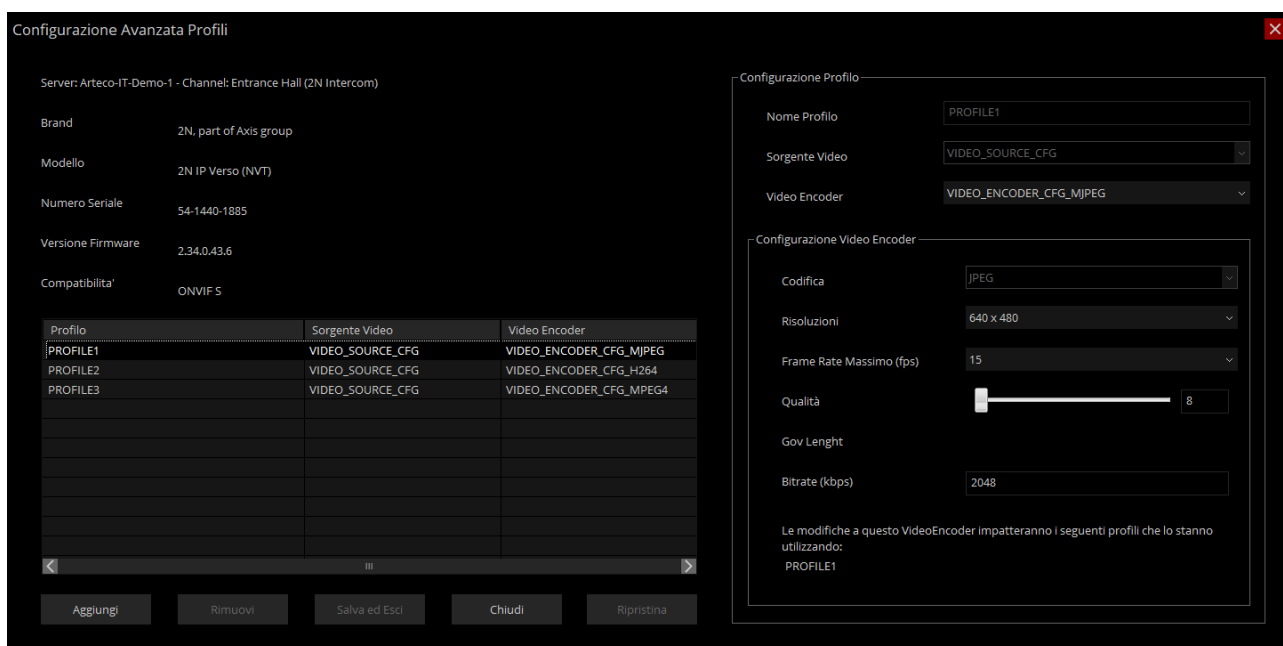 Configurazione Avanzata Profili
Server: Arteco-IT-Demo-1 - Channel: Entrance Hall (2N Intercom)
Brand
2N, part of Axis group
Modello
2N IP Verso (NVT)
Numero Seriale
54-1440-1885
Versione Firmware
2.34.0.43.6
Compatibilita'
ONVIF S
Profilo Sorgente Video Video Encoder
PROFILE1 VIDEO_SOURCE_CFG VIDEO_ENCODER_CFG_MJPEG
PROFILE2 VIDEO_SOURCE_CFG VIDEO_ENCODER_CFG_H264
PROFILE3 VIDEO_SOURCE_CFG VIDEO_ENCODER_CFG_MPEG4
Aggiungi Rimuovi Salva ed Esci Chiudi Ripristina
Configurazione Profilo
Nome Profilo PROFILE1
Sorgente Video VIDEO_SOURCE_CFG
Video Encoder VIDEO_ENCODER_CFG_MJPEG
Configurazione Video Encoder
Codifica JPEG
Risoluzioni 640 x 480
Frame Rate Massimo (fps) 15
Qualità 8
Gov Lenght
Bitrate (kbps) 2048
Le modifiche a questo VideoEncoder impatteranno i seguenti profili che lo stanno
utilizzando:
PROFILE1